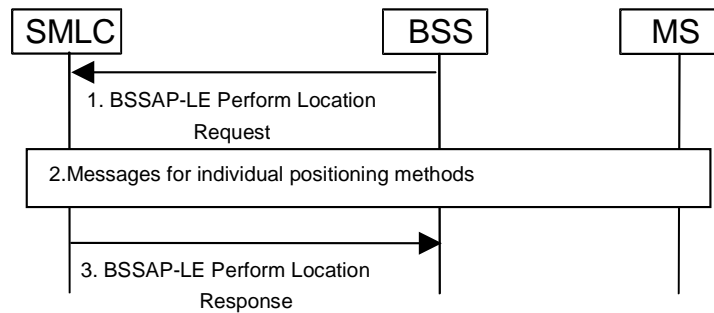 SMLC
BSS
MS
1. BSSAP-LE Perform Location
Request
2.Messages for individual positioning methods
3. BSSAP-LE Perform Location
Response